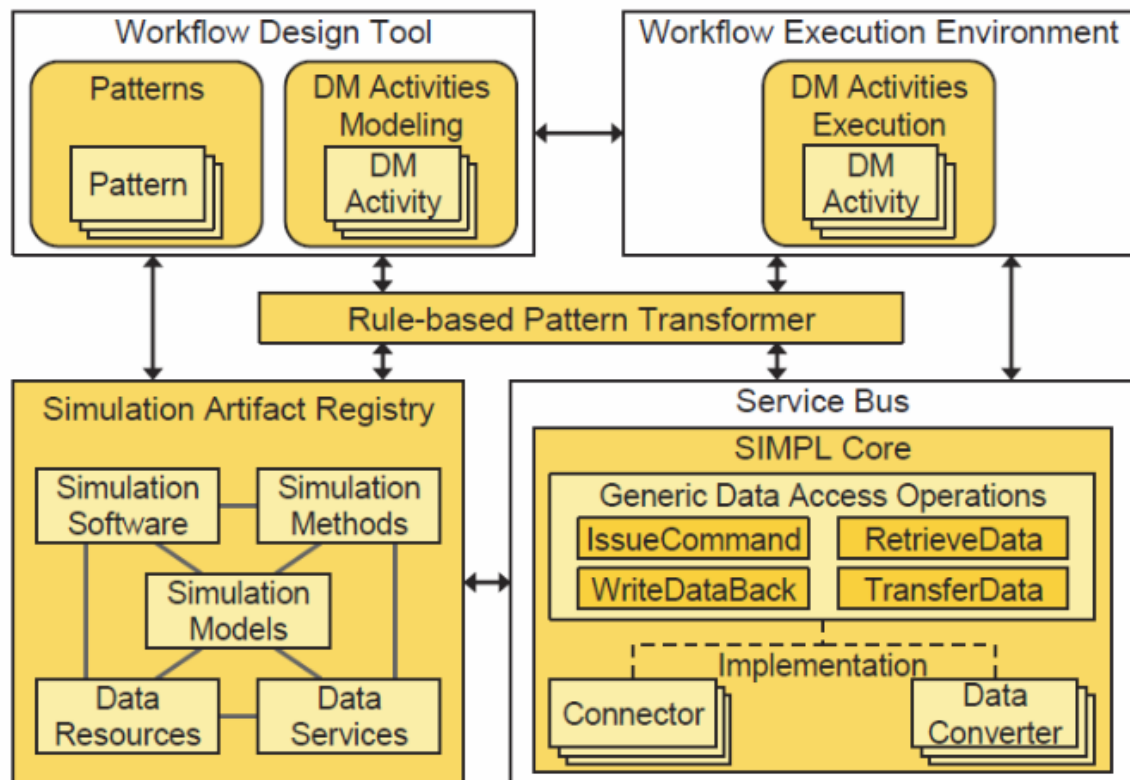 Workflow Design Tool
Patterns
Pattern
DM Activities
Modeling
DM
Activity
Workflow Execution Environment
DM Activities
Execution
DM
Activity
Rule-based Pattern Transformer
Simulation Artifact Registry
Simulation
Software
Simulation
Methods
Simulation
Models
Data
Resources
Data
Services
Service Bus
SIMPL Core
Generic Data Access Operations
IssueCommand
RetrieveData
WriteDataBack
TransferData
Implementation
Connector
Data
Converter